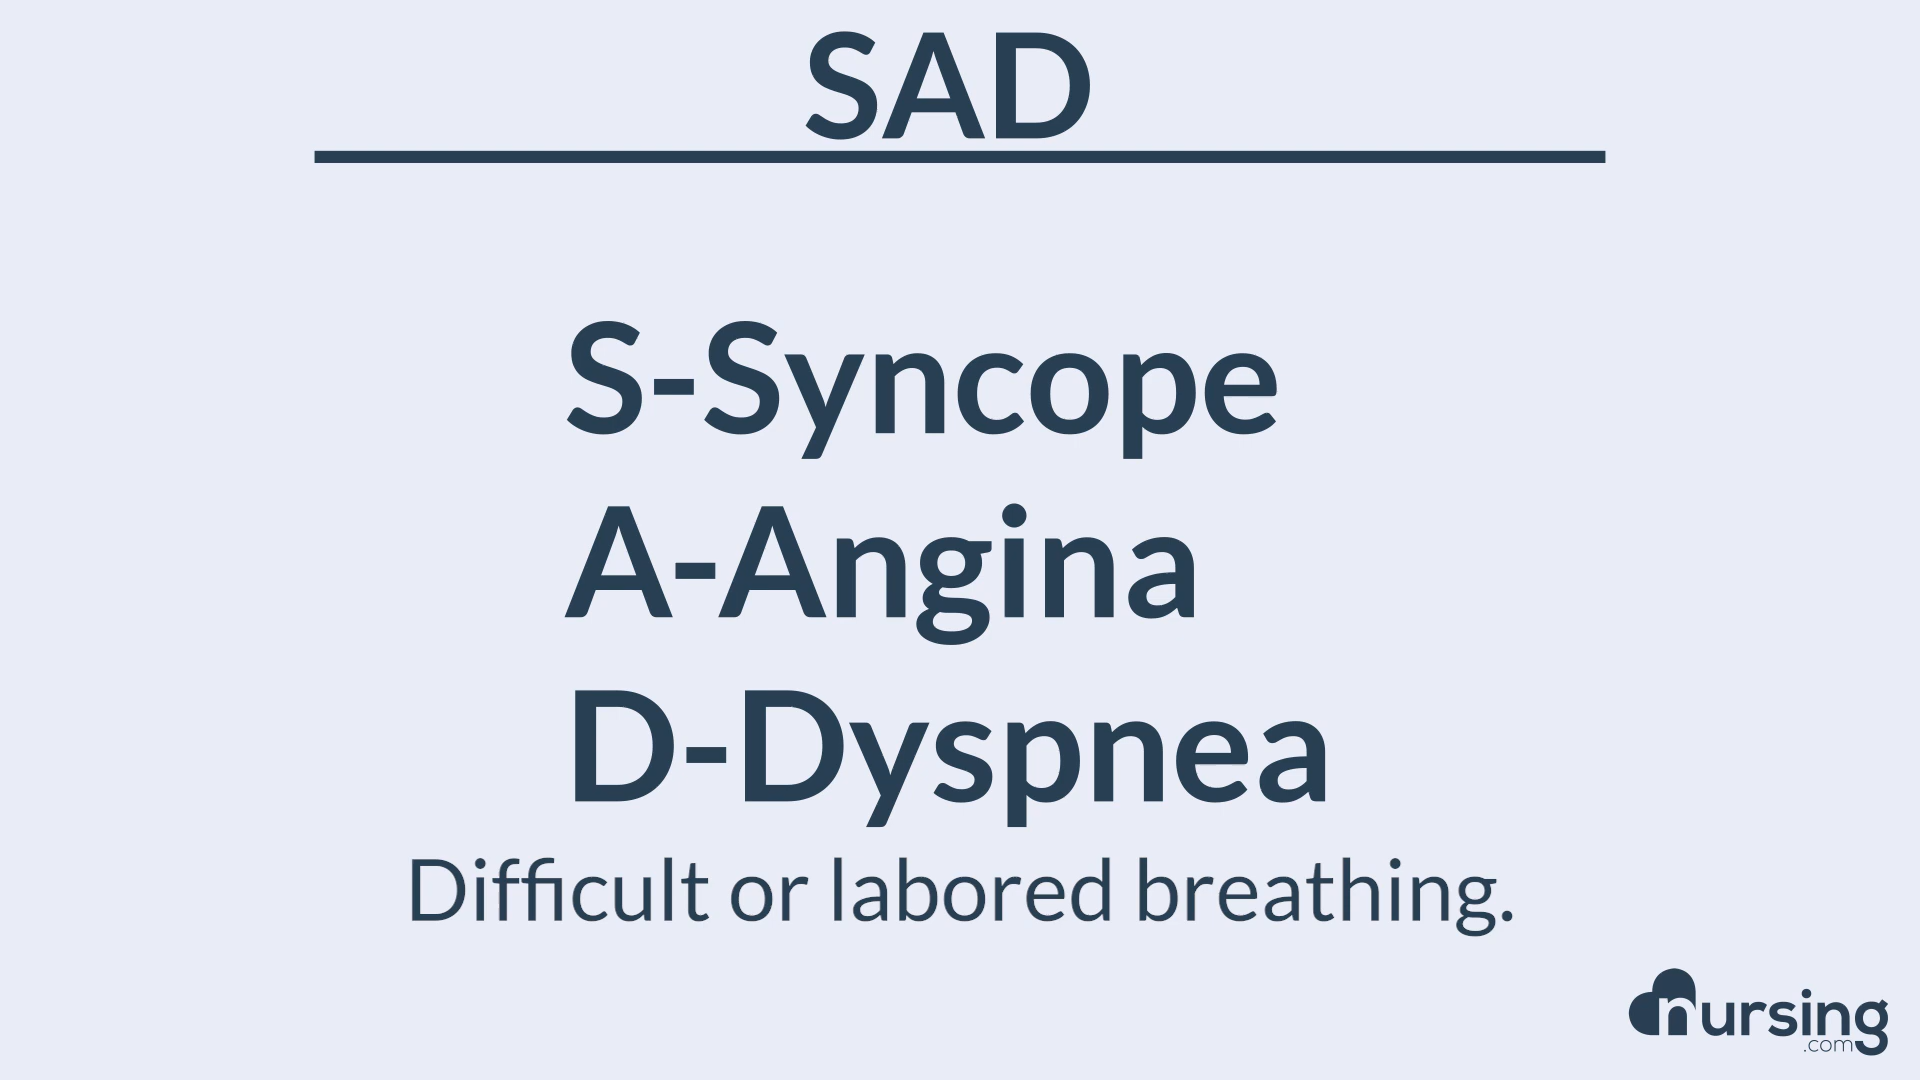 SAD
S-Syncope
A-Angina
D-Dyspnea
Difficult or labored breathing.
nursing
.com